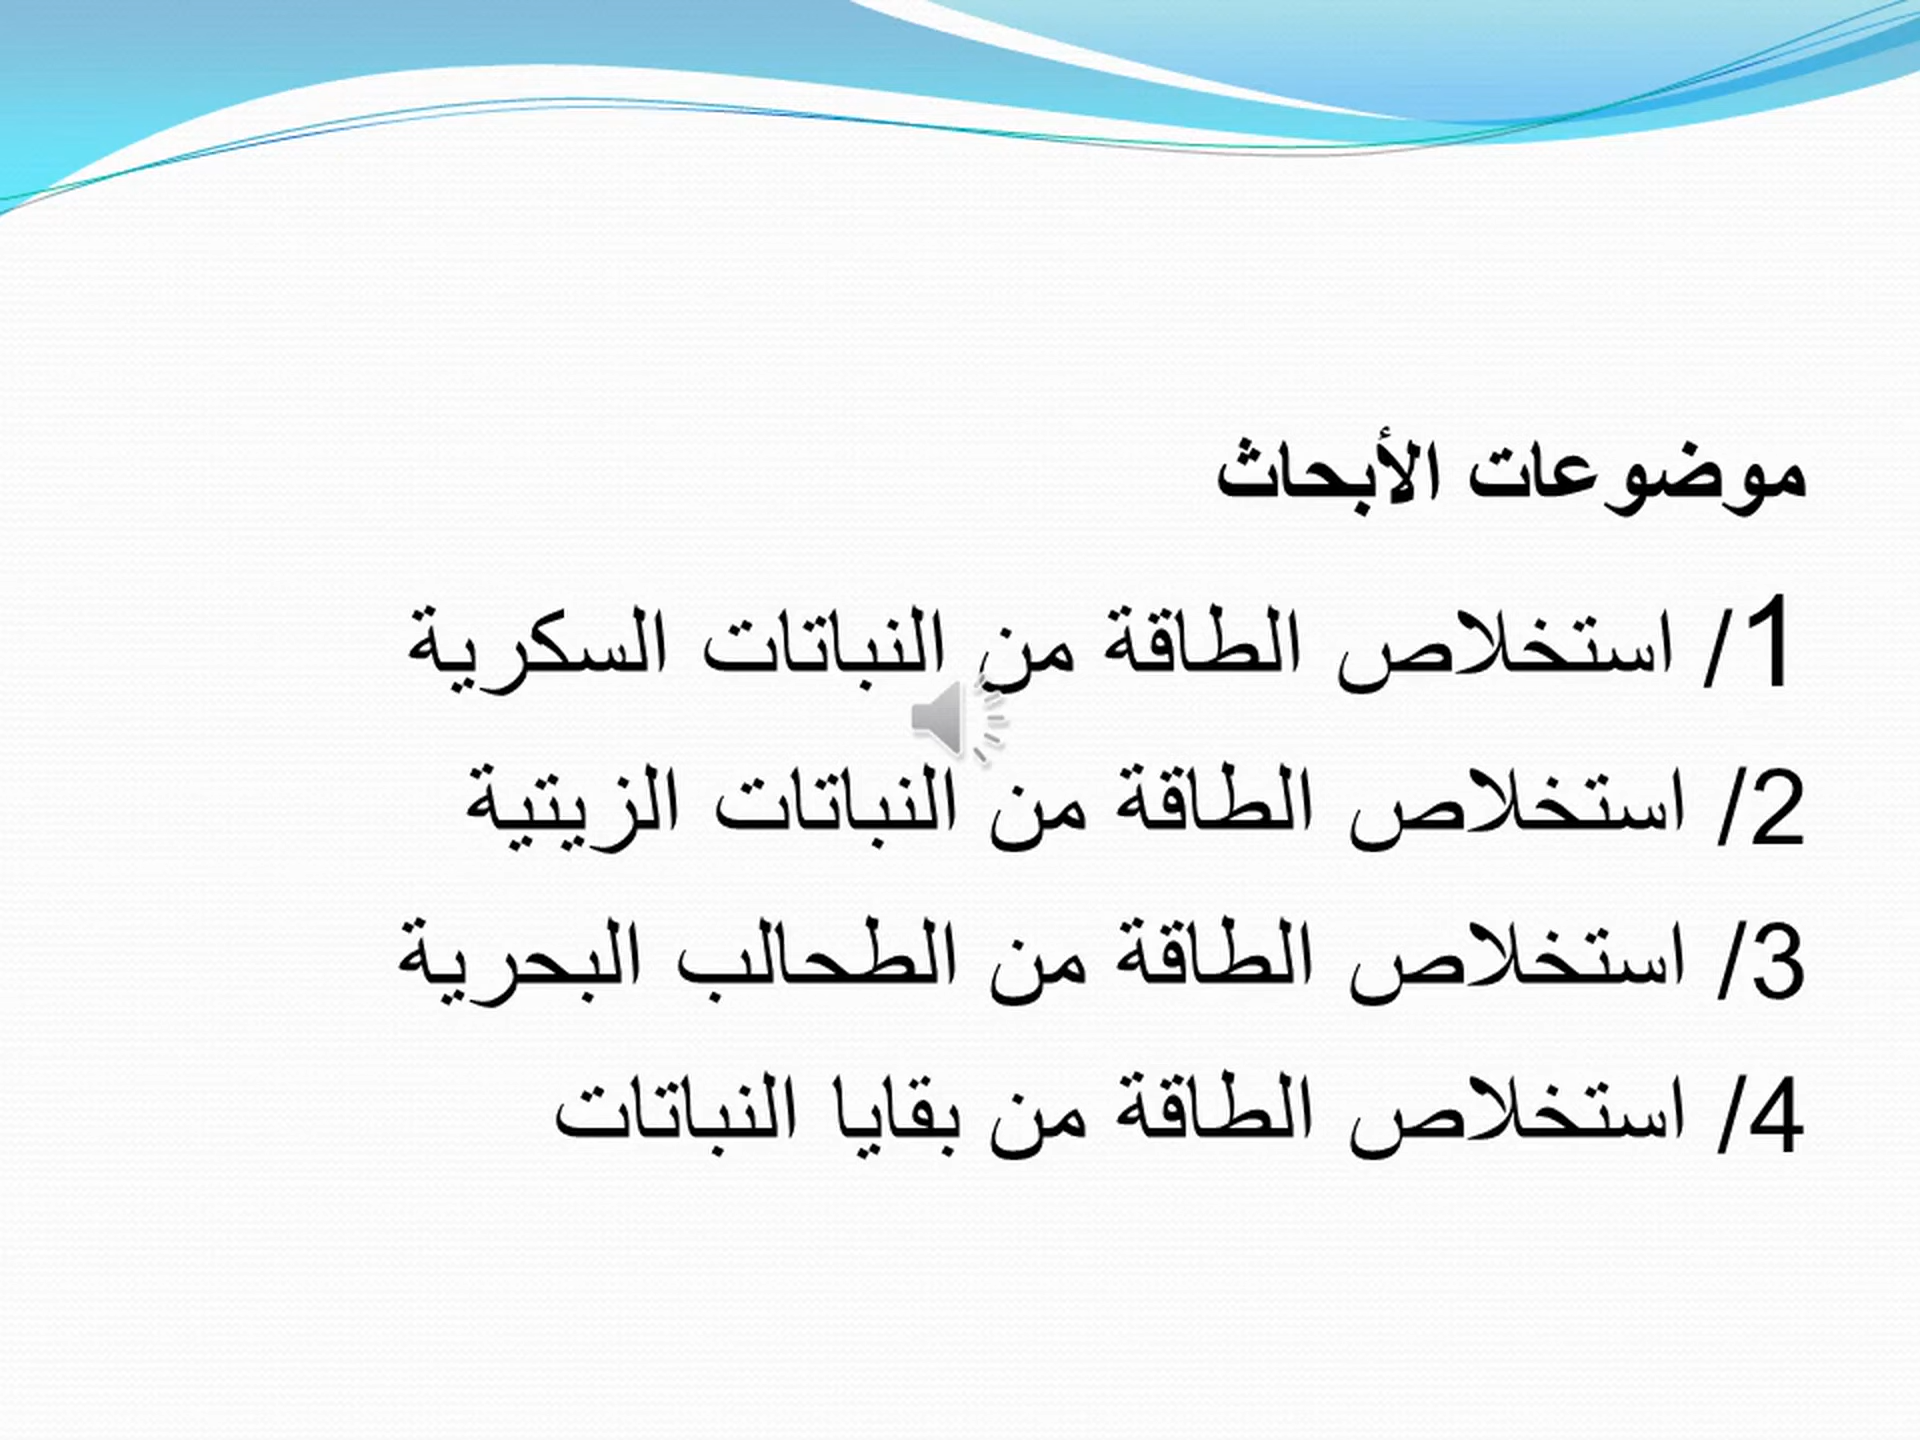 موضوعات الأبحاث
1/ استخلاص الطاقة من النباتات السكرية
2/ استخلاص الطاقة من النباتات الزيتية
3/ استخلاص الطاقة من الطحالب البحرية
4/ استخلاص الطاقة من بقايا النباتات